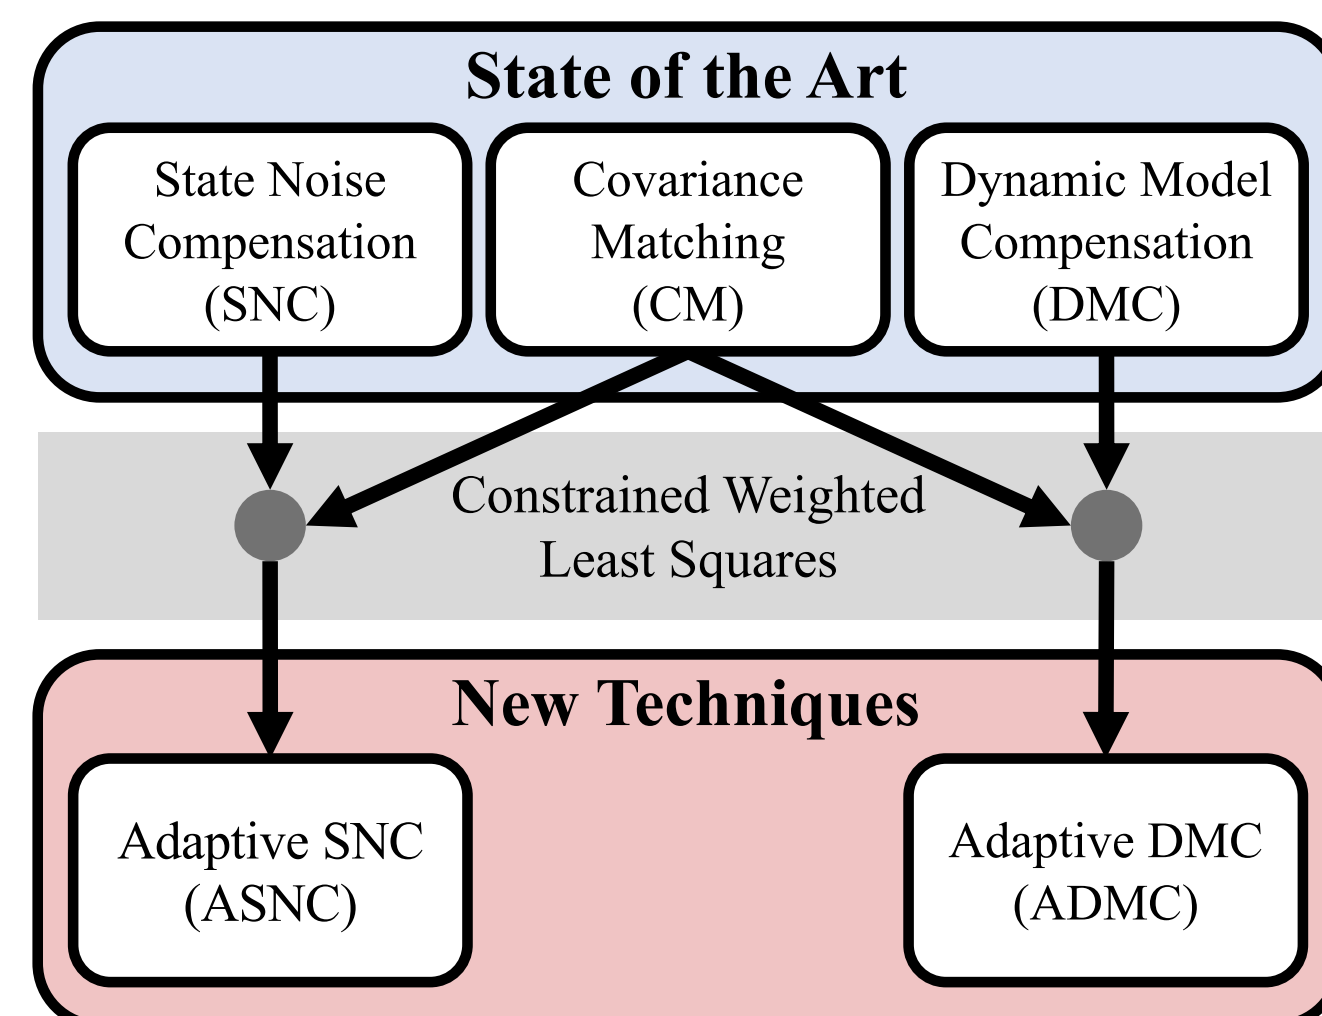 State of the Art
State Noise
Compensation
(SNC)
Covariance
Matching
(CM)
Dynamic Model
Compensation
(DMC)
Constrained Weighted
Least Squares
New Techniques
Adaptive SNC
(ASNC)
Adaptive DMC
(ADMC)